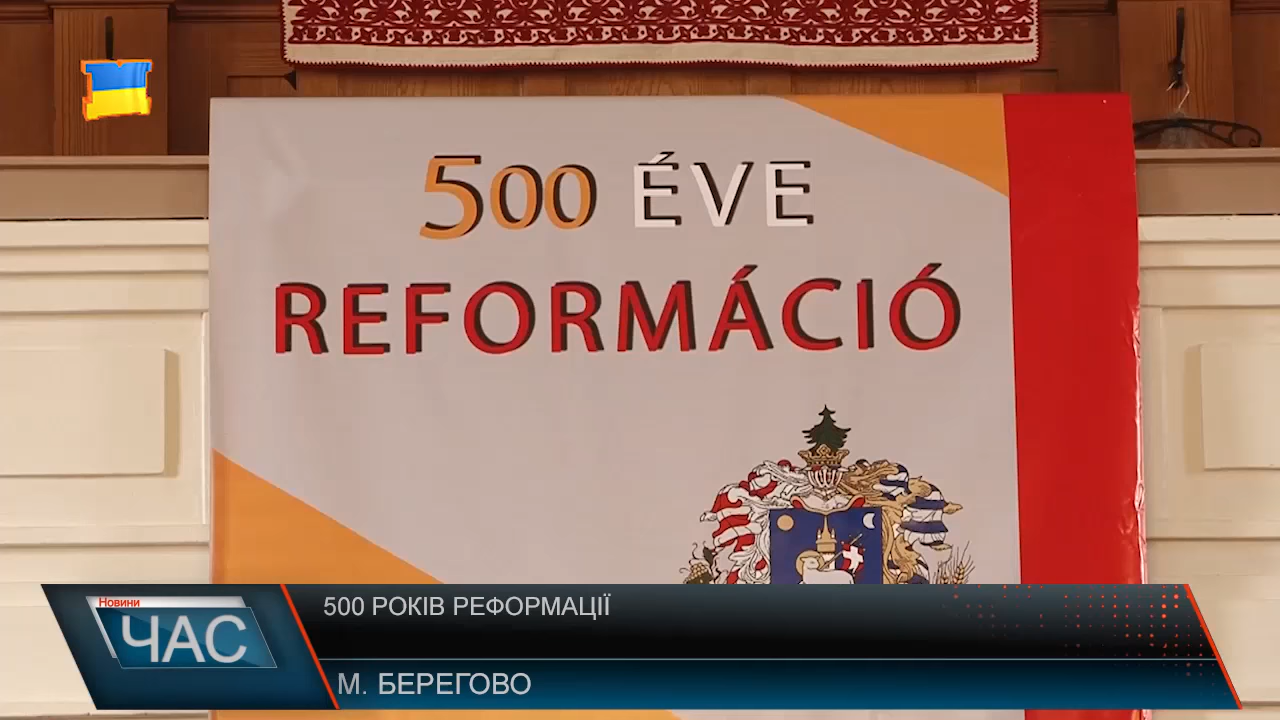 500 ÉVE
REFORMÁCIÓ
Новини
ЧАС
500 РОКІВ РЕФОРМАЦІЇ
М. БЕРЕГОВО